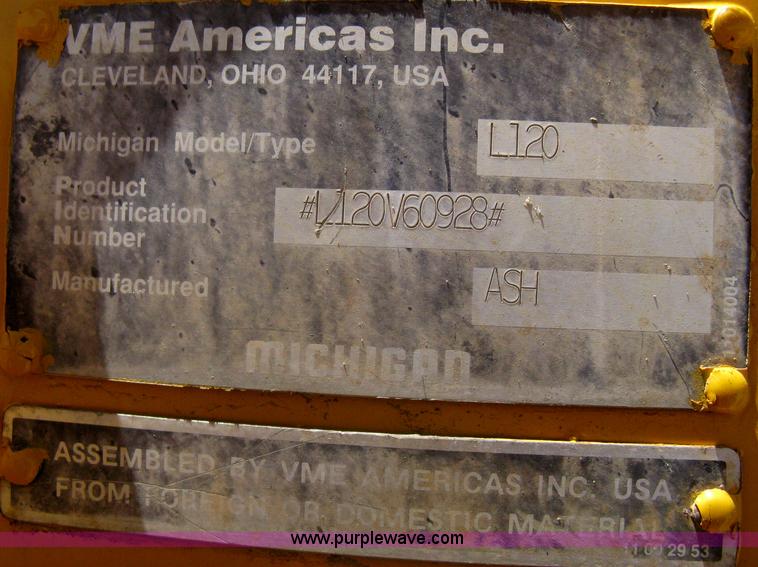 VME Americas Inc.
CLEVELAND, OHIO 44117, USA
Michigan Model/Type L120
Product
Identification
Number #L120V60928#
Manufactured ASH
MICHIGAN
ASSEMBLED BY VME AMERICAS INC. USA
FROM FOREIGN OR DOMESTIC MATERIAL
www.purplewave.com